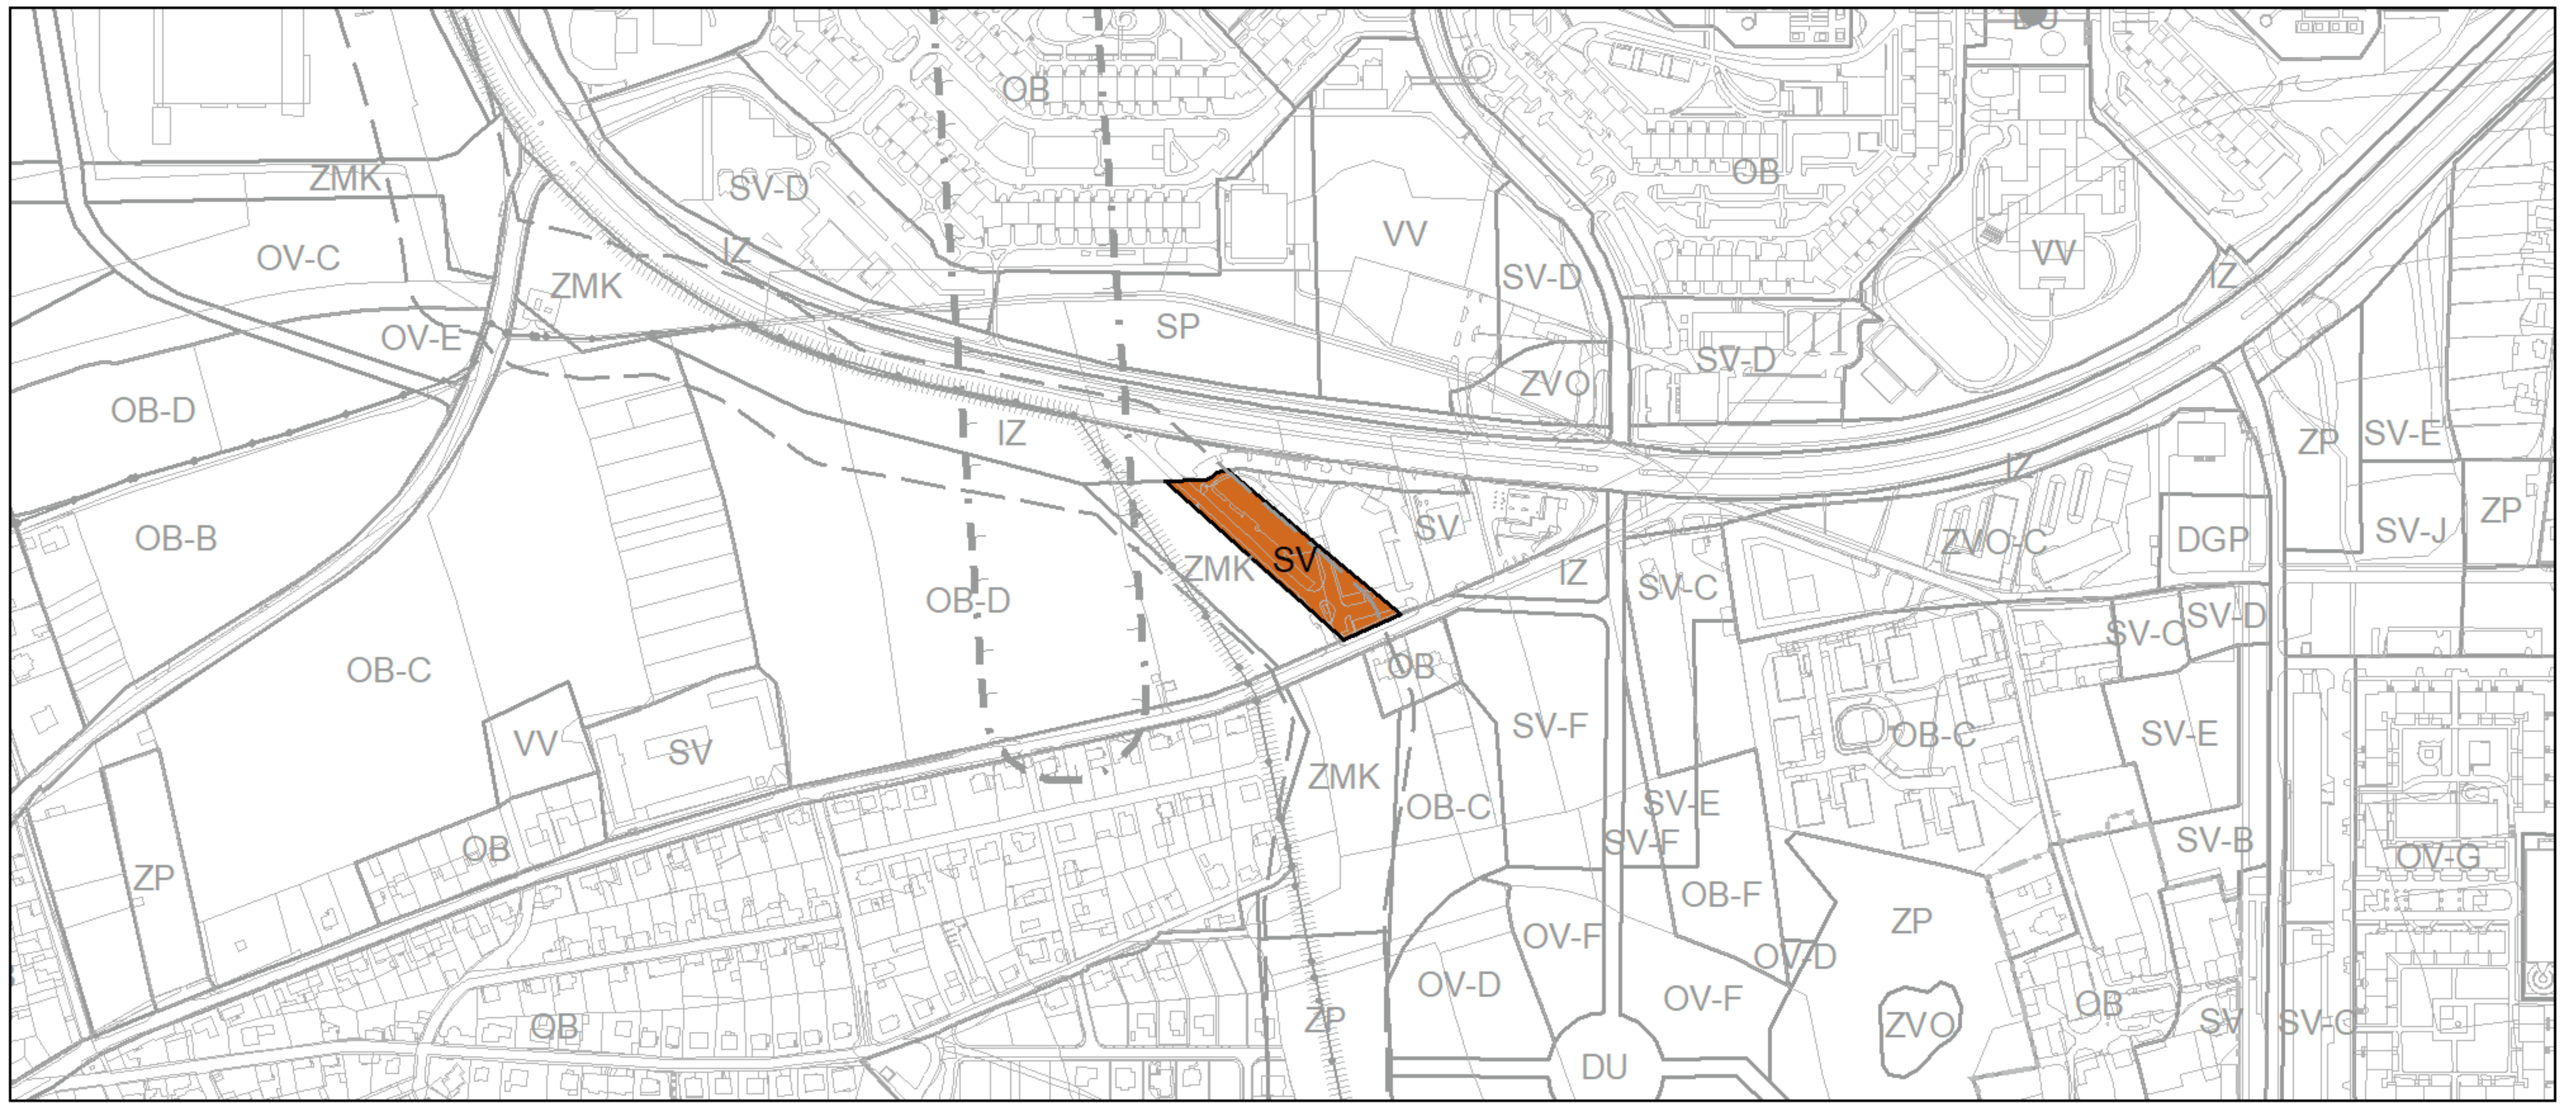 DU
OB
OB
ZMK
SV-D
VV
IZ
VV
OV-C
SV-D
IZ
ZMK
SP
OV-E
SV-D
ZVO
OB-D
IZ
ZP
SV-E
IZ
ZP
OB-B
SV
SV-J
ZVO-C
DGP
SV
ZMK
IZ
SV-C
OB-D
SV-D
SV-C
OB
OB-C
SV-F
SV-E
OB-C
VV
SV
ZMK
SV-E
OB-C
SV-F
SV-B
OB
OV-G
ZP
OB-F
ZP
OV-F
OV-D
OV-D
OV-F
OB
ZP
OB
ZVO
SV
SV-C
DU